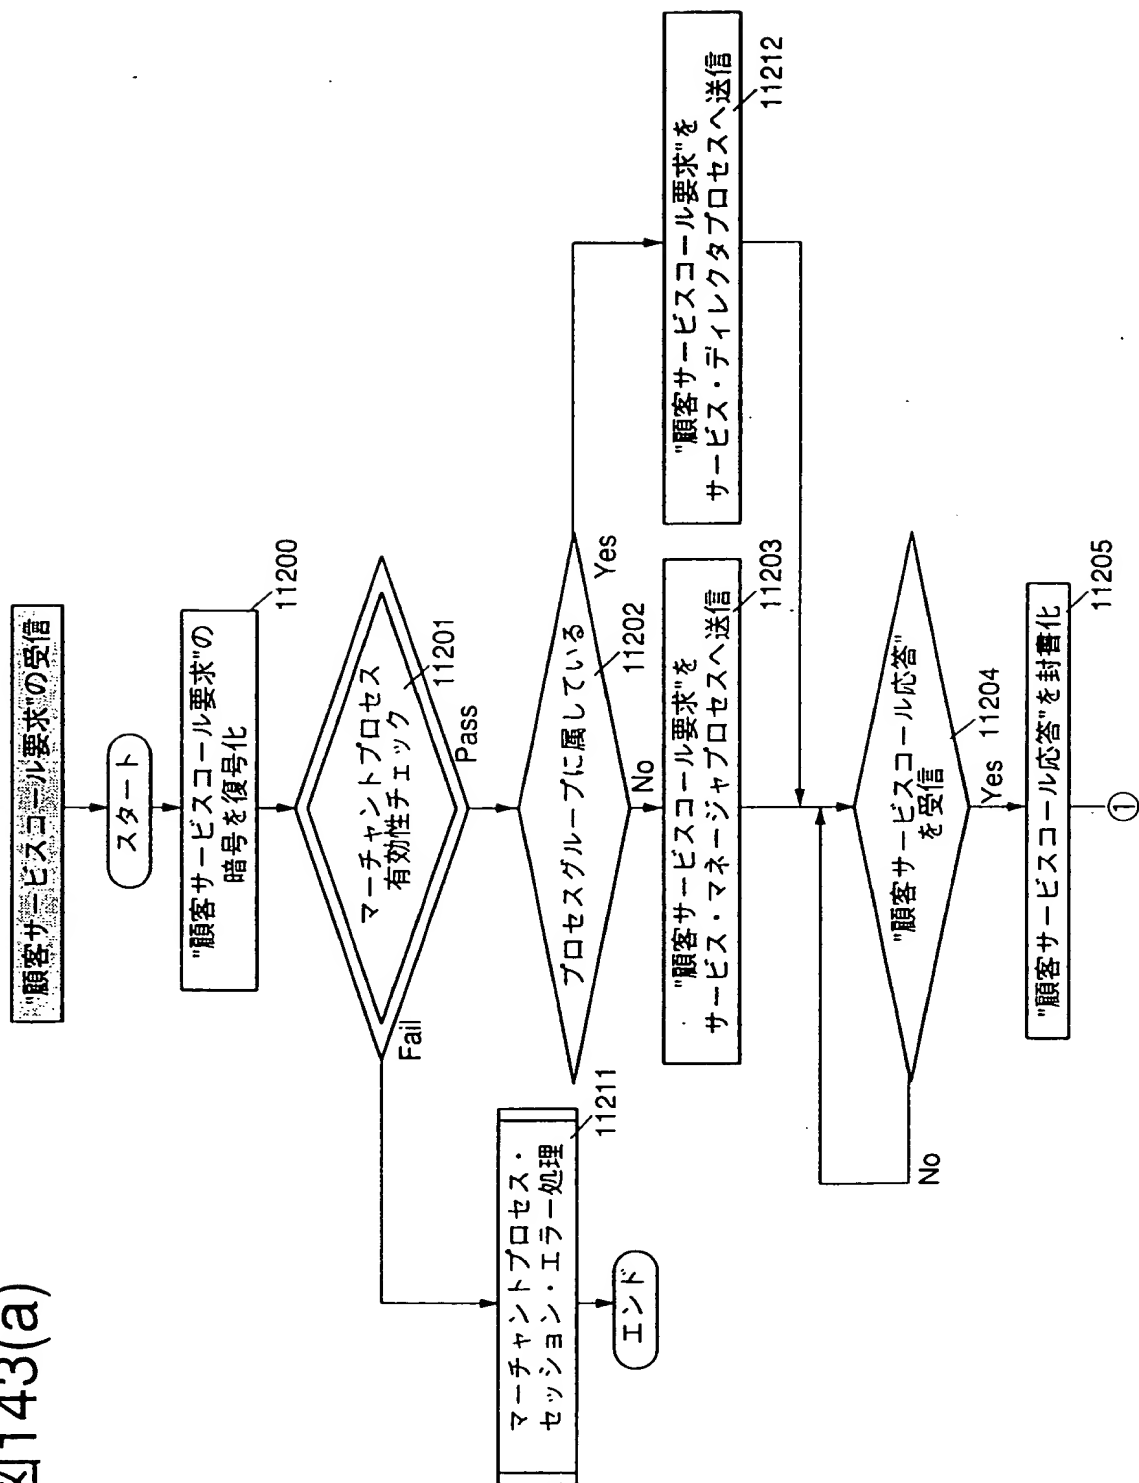 図143(a)
"顧客サービスコール要求"の受信
スタート
"顧客サービスコール要求"の
暗号を復号化
11200
マーチャントプロセス
有効性チェック
11201
Fail
Pass
マーチャントプロセス・
セッション・エラー処理
11211
エンド
プロセスグループに属している
11202
Yes
No
"顧客サービスコール要求"を
サービス・マネージャプロセスへ送信
11203
"顧客サービスコール要求"を
サービス・ディレクタプロセスへ送信
11212
"顧客サービスコール応答"
を受信
11204
No
Yes
"顧客サービスコール応答"を封書化
11205
①